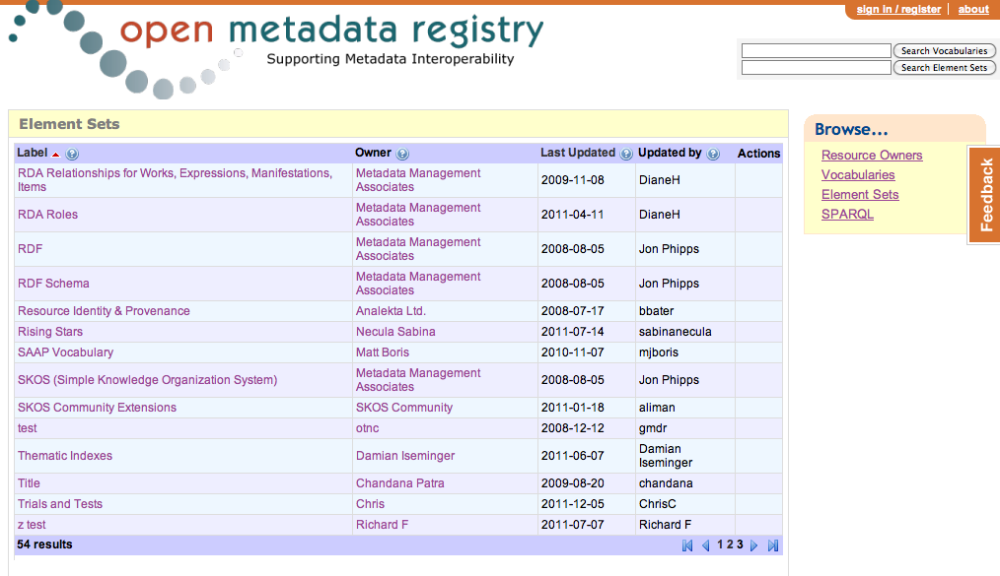 sign in / register | about
open metadata registry
Supporting Metadata Interoperability
Search Vocabularies
Search Element Sets
Element Sets
Label ? Owner ? Last Updated ? Updated by ? Actions
RDA Relationships for Works, Expressions, Manifestations,
Items
Metadata Management
Associates
2009-11-08 DianeH
RDA Roles
Metadata Management
Associates
2011-04-11 DianeH
RDF
Metadata Management
Associates
2008-08-05 Jon Phipps
RDF Schema
Metadata Management
Associates
2008-08-05 Jon Phipps
Resource Identity & Provenance Analekta Ltd. 2008-07-17 bbater
Rising Stars Necula Sabina 2011-07-14 sabinanecula
SAAP Vocabulary Matt Boris 2010-11-07 mjboris
SKOS (Simple Knowledge Organization System)
Metadata Management
Associates
2008-08-05 Jon Phipps
SKOS Community Extensions SKOS Community 2011-01-18 aliman
test otnc 2008-12-12 gmdr
Thematic Indexes Damian Iseminger 2011-06-07
Damian
Iseminger
Title Chandana Patra 2009-08-20 chandana
Trials and Tests Chris 2011-12-05 ChrisC
z test Richard F 2011-07-07 Richard F
54 results 1 2 3
Browse...
Resource Owners
Vocabularies
Element Sets
SPARQL
Feedback